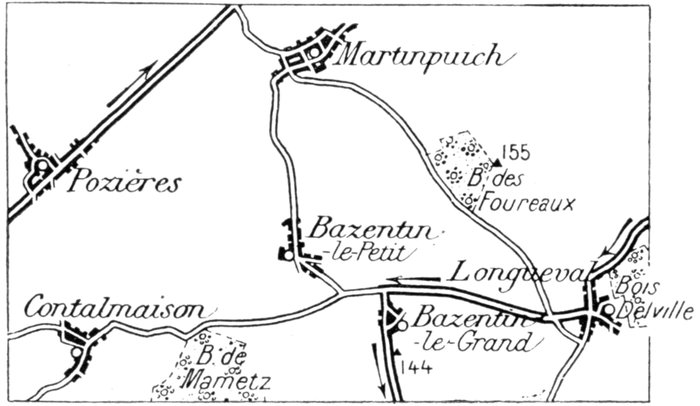 Martinpuich
155
B. des
Foureaux
Pozières
Bazentin
-le-Petit
Longueval
Bois
Delville
Contalmaison
Bazentin
-le-Grand
B. de
Mametz
144